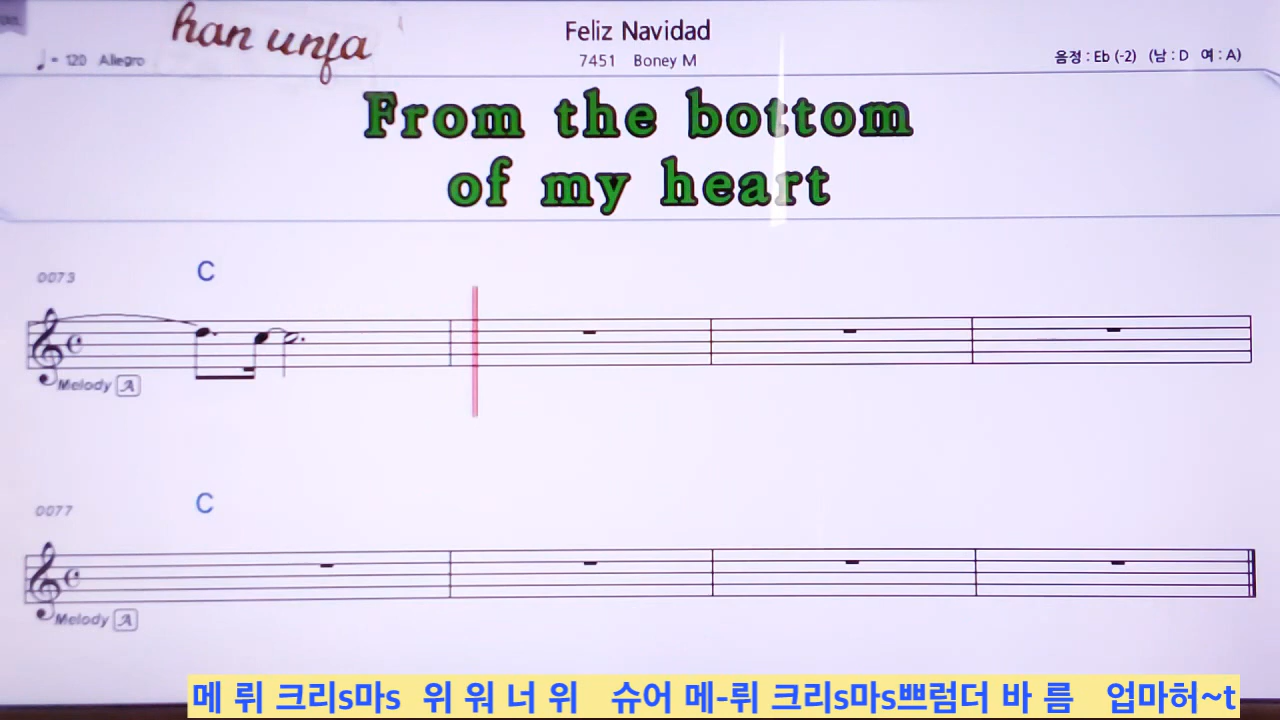 han unfa
Feliz Navidad
7451 Boney M
♩ = 120 Allegro
음정 : Eb (-2) (남 : D 여 : A)
From the bottom
of my heart
0073
C
Melody A
0077
C
Melody A
메 뤼 크리s마s 위 워 너 위 슈어 메-뤼 크리s마s쁘럼더 바 름 업마허~t